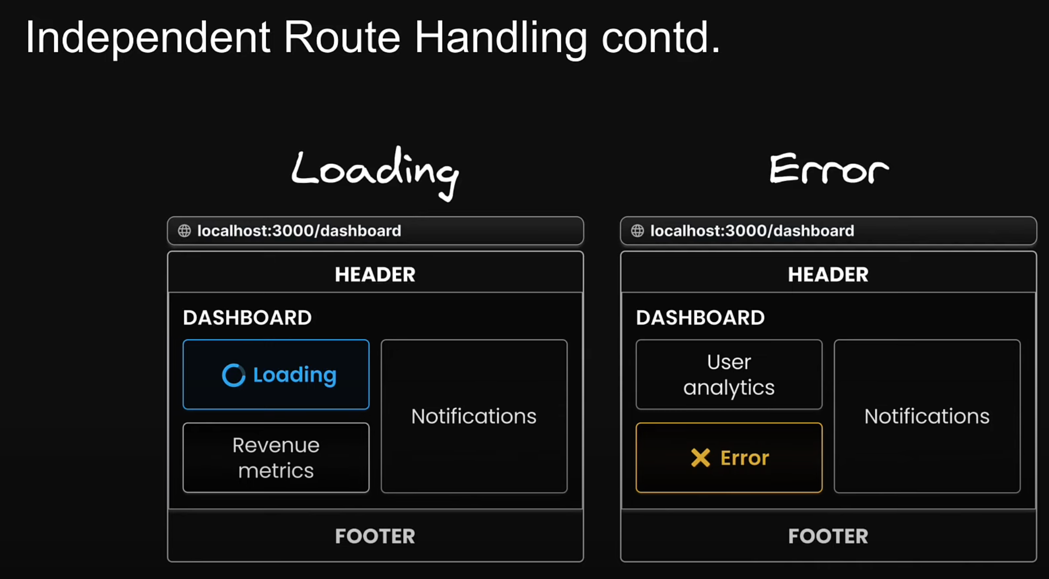 Independent Route Handling contd.
Loading
localhost:3000/dashboard
HEADER
DASHBOARD
Loading
Notifications
Revenue
metrics
FOOTER
Error
localhost:3000/dashboard
HEADER
DASHBOARD
User
analytics
Notifications
Error
FOOTER